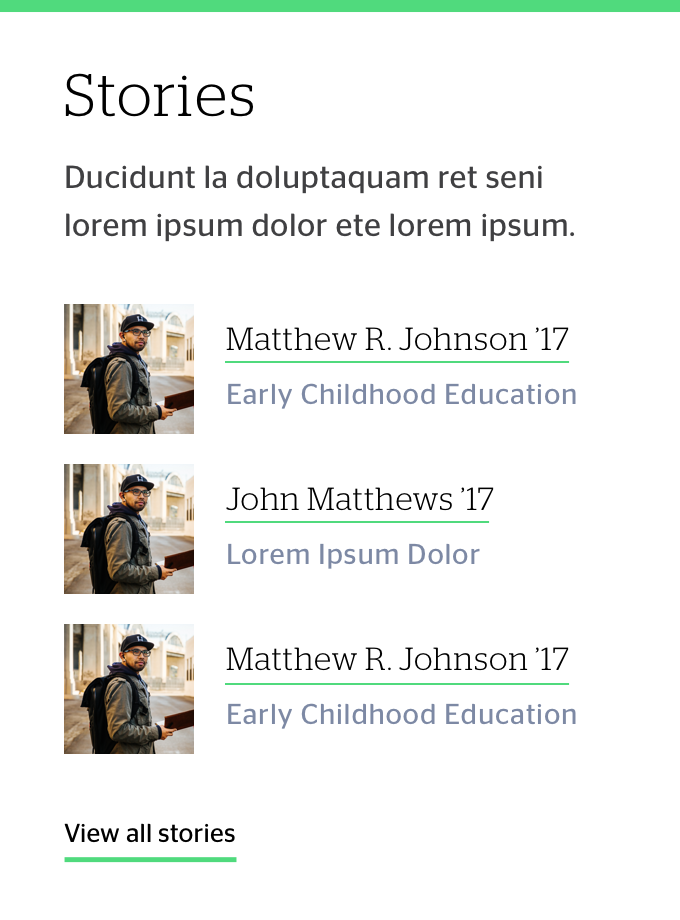 Stories
Ducidunt la doluptaquam ret seni
lorem ipsum dolor ete lorem ipsum.
Matthew R. Johnson ’17
Early Childhood Education
John Matthews ’17
Lorem Ipsum Dolor
Matthew R. Johnson ’17
Early Childhood Education
View all stories